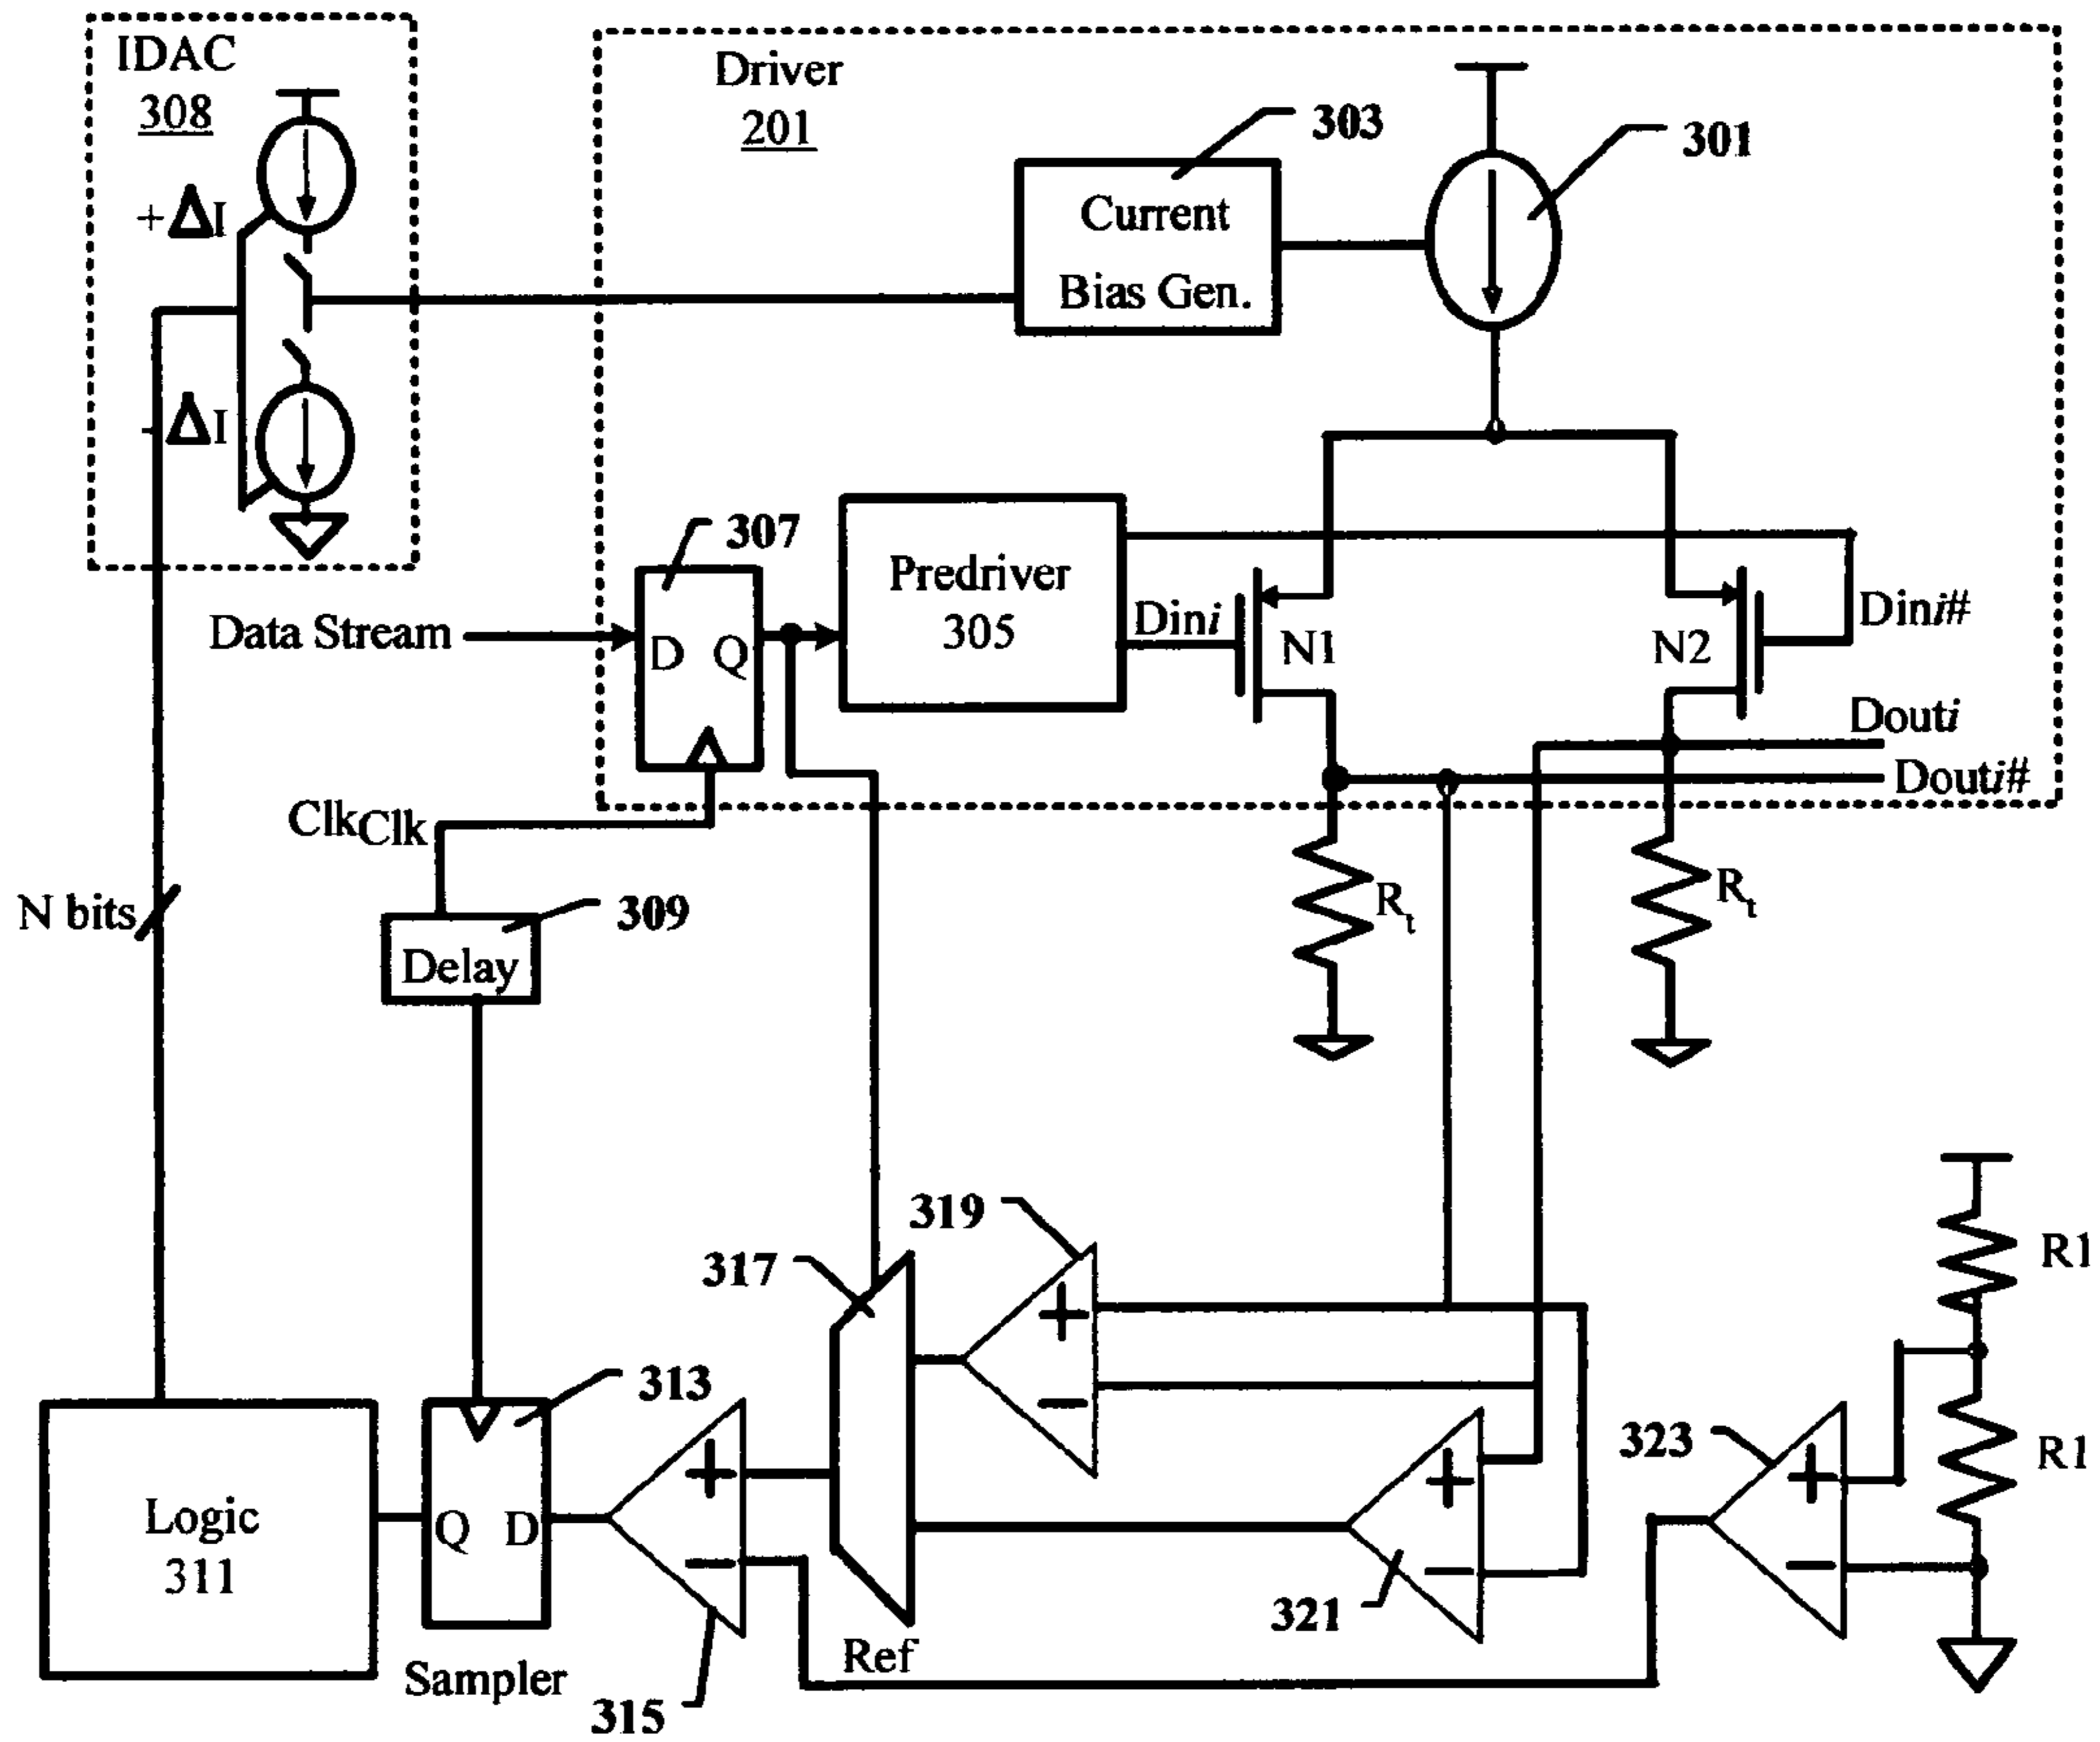 IDAC
308
+ΔI
-ΔI
Driver
201
303
301
Current
Bias Gen.
307
Data Stream
D Q
Predriver
305
Dini
N1
N2
Dini#
Douti
Douti#
ClkClk
N bits
309
Delay
Rt
Rt
319
317
R1
313
323
R1
Logic
311
Q D
321
Sampler
Ref
315